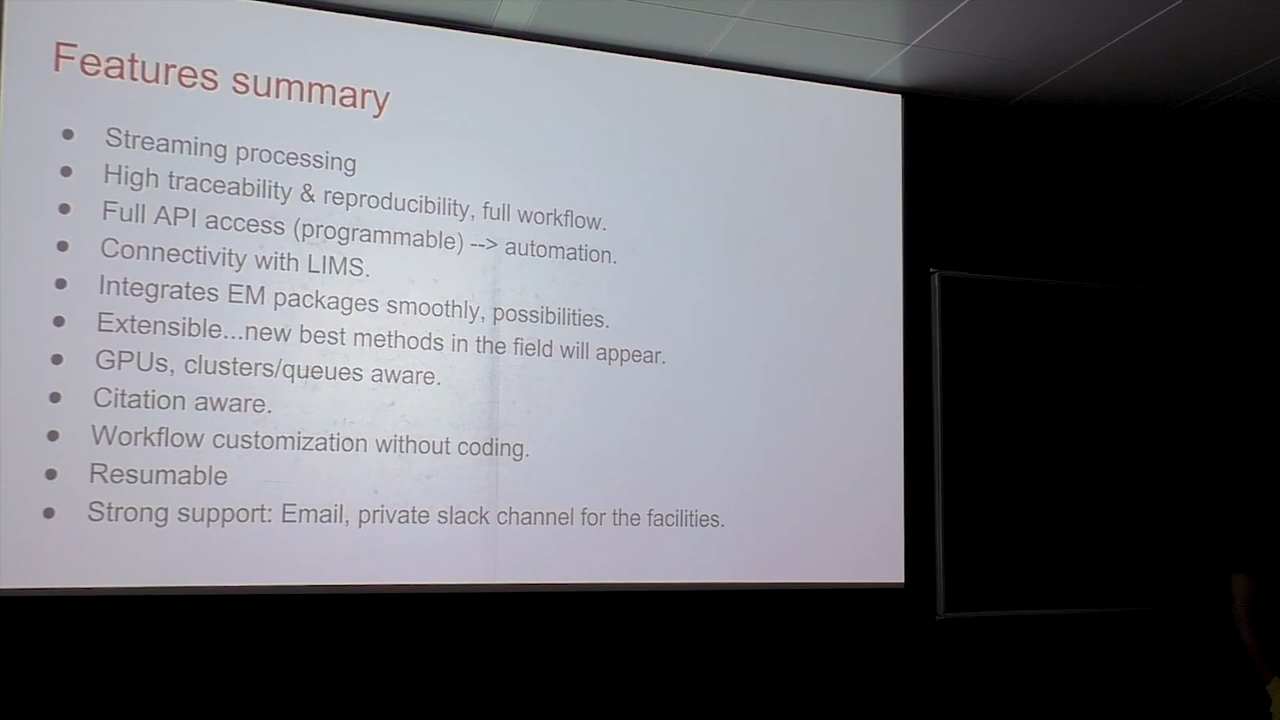 Features summary
● Streaming processing
● High traceability & reproducibility, full workflow.
● Full API access (programmable) --> automation.
● Connectivity with LIMS.
● Integrates EM packages smoothly, possibilities.
● Extensible...new best methods in the field will appear.
● GPUs, clusters/queues aware.
● Citation aware.
● Workflow customization without coding.
● Resumable
● Strong support: Email, private slack channel for the facilities.